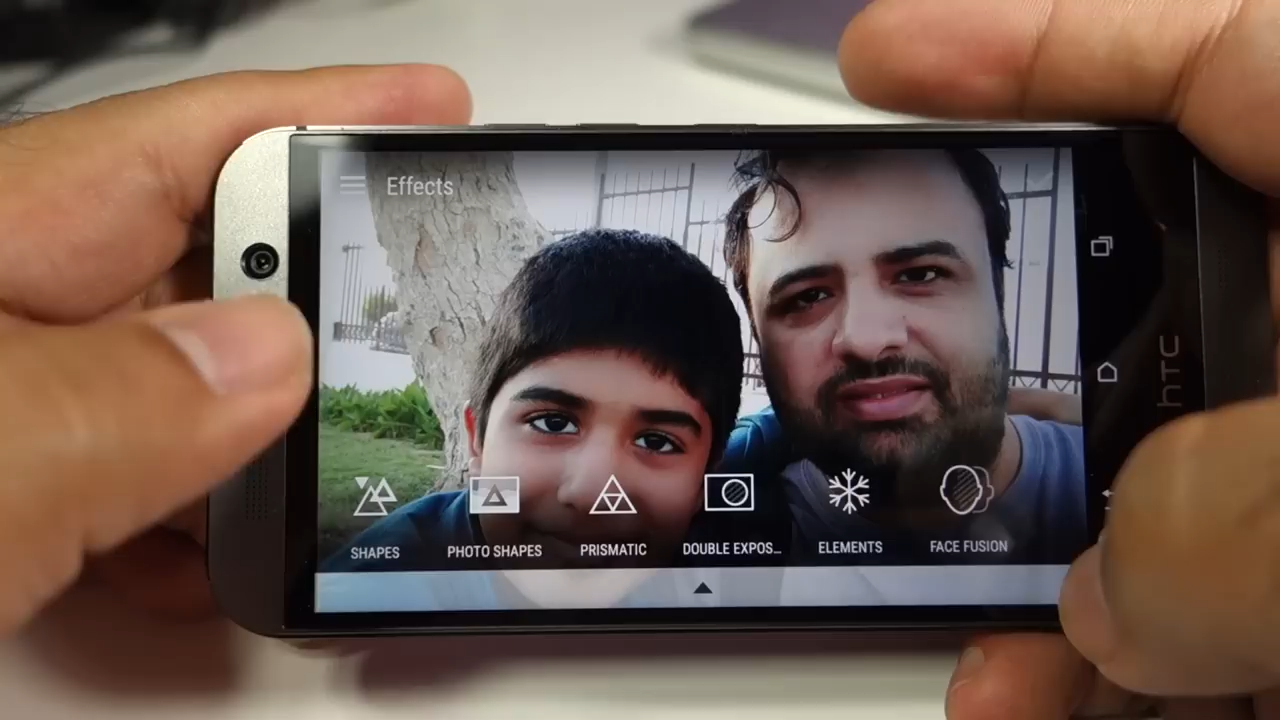 Effects
SHAPES
PHOTO SHAPES
PRISMATIC
DOUBLE EXPOS...
ELEMENTS
FACE FUSION
hTC